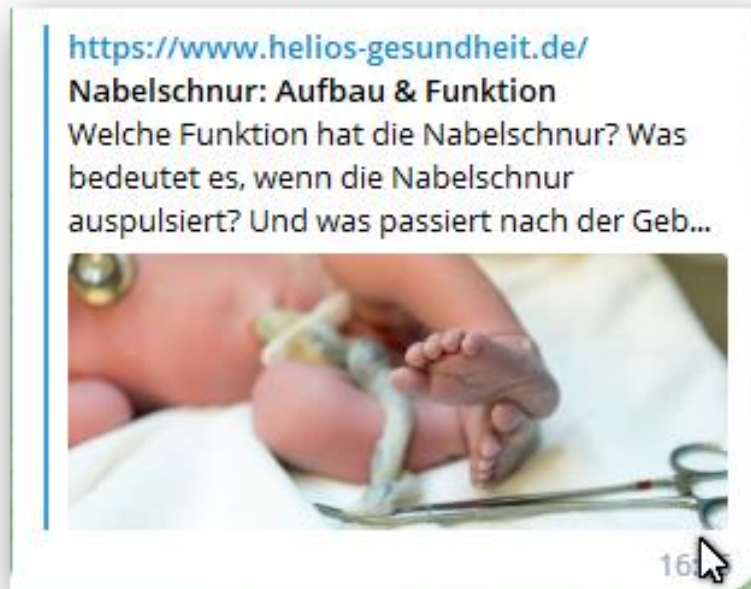 https://www.helios-gesundheit.de/
Nabelschnur: Aufbau & Funktion
Welche Funktion hat die Nabelschnur? Was
bedeutet es, wenn die Nabelschnur
auspulsiert? Und was passiert nach der Geb...